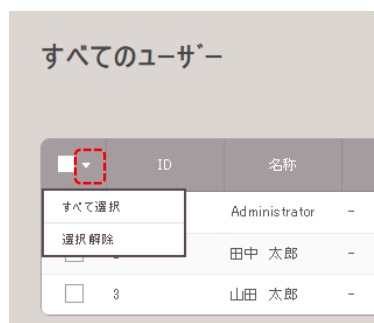 すべてのユーザー
ID 名称
すべて選択
Administrator -
選択解除
田中 太郎 -
3 山田 太郎 -